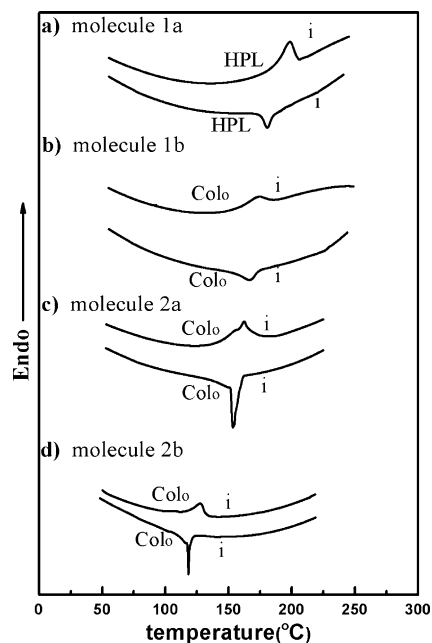 a) molecule 1a
i
HPL
HPL
i
b) molecule 1b
Colo
i
Colo
i
c) molecule 2a
Colo
i
Colo
i
d) molecule 2b
Colo
i
Colo
i
Endo
0 50 100 150 200 250 300
temperature(°C)